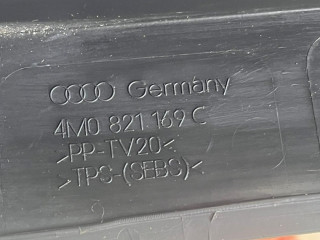 Germany
4M0 821 169 C
>PP-TV20<
>TPS-(SEBS)<